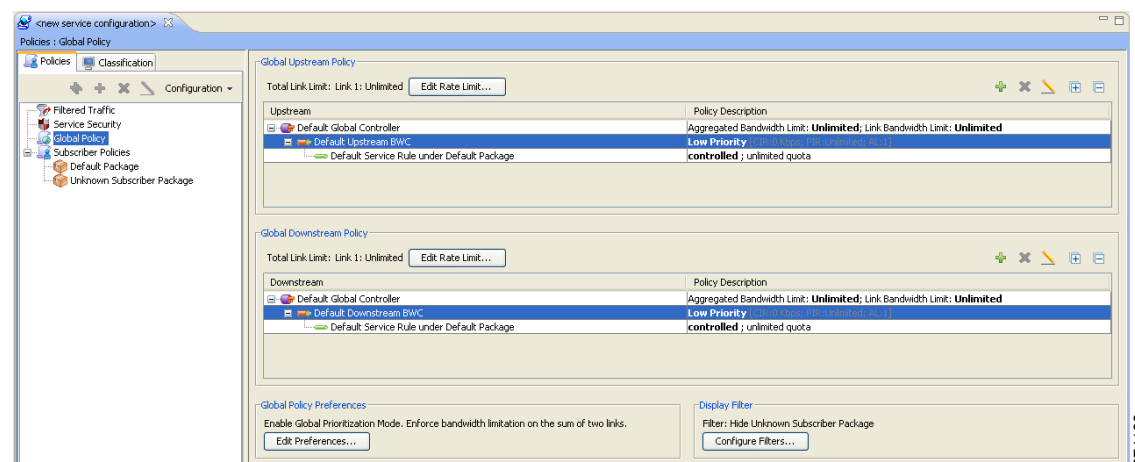 <new service configuration>
Policies : Global Policy
Policies
Classification
Configuration
Filtered Traffic
Service Security
Global Policy
Subscriber Policies
Default Package
Unknown Subscriber Package
Global Upstream Policy
Total Link Limit: Link 1: Unlimited Edit Rate Limit...
Upstream Policy Description
Default Global Controller Aggregated Bandwidth Limit: Unlimited; Link Bandwidth Limit: Unlimited
Default Upstream BWC Low Priority [CIR:0 Kbps; PIR:Unlimited; AL:1]
Default Service Rule under Default Package controlled ; unlimited quota
Global Downstream Policy
Total Link Limit: Link 1: Unlimited Edit Rate Limit...
Downstream Policy Description
Default Global Controller Aggregated Bandwidth Limit: Unlimited; Link Bandwidth Limit: Unlimited
Default Downstream BWC Low Priority [CIR:0 Kbps; PIR:Unlimited; AL:1]
Default Service Rule under Default Package controlled ; unlimited quota
Global Policy Preferences
Enable Global Prioritization Mode. Enforce bandwidth limitation on the sum of two links.
Edit Preferences...
Display Filter
Filter: Hide Unknown Subscriber Package
Configure Filters...